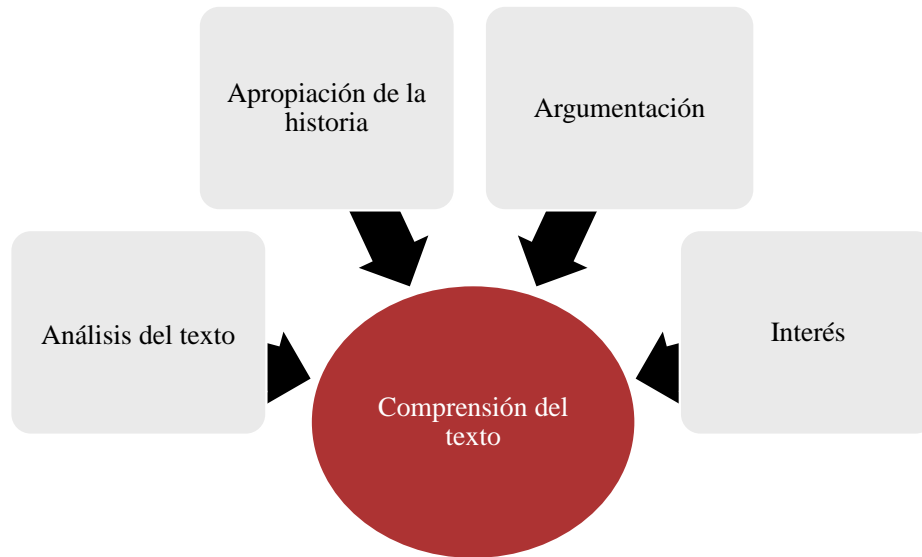 Apropiación de la
historia
Argumentación
Análisis del texto
Interés
Comprensión del
texto